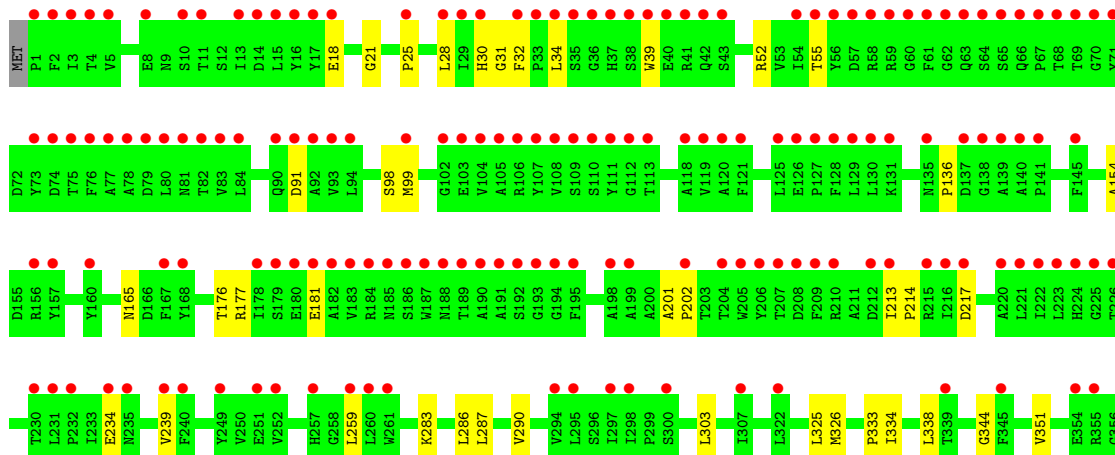 MET P1 F2 I3 T4 V5 E8 N9 S10 T11 S12 I13 D14 L15 Y16 Y17 E18 G21 P25 L28 I29 H30 G31 F32 P33 L34 S35 G36 H37 S38 W39 E40 R41 Q42 S43 R52 V53 I54 T55 Y56 D57 R58 R59 G60 F61 G62 Q63 S64 S65 Q66 P67 T68 T69 G70 Y71
D72 Y73 D74 T75 F76 A77 A78 D79 L80 N81 T82 V83 L84 Q90 D91 A92 V93 L94 S98 M99 G102 E103 V104 A105 R106 Y107 V108 S109 S110 Y111 G112 T113 A118 V119 A120 F121 L125 E126 P127 F128 L129 L130 K131 N135 P136 D137 G138 A139 A140 P141 F145 A154
D155 R156 Y157 Y160 N165 D166 F167 Y168 T176 R177 I178 S179 E180 E181 A182 V183 R184 N185 S186 W187 N188 T189 A190 A191 S192 G193 G194 F195 A198 A199 A200 A201 P202 T203 T204 W205 Y206 T207 D208 F209 R210 A211 D212 I213 P214 R215 I216 D217 A220 L221 I222 L223 H224 G225 T226
T230 L231 P232 I233 E234 N235 V239 F240 Y249 V250 E251 V252 H257 G258 L259 L260 W261 K283 L286 L287 V290 V294 L295 S296 I297 I298 P299 S300 L303 I307 L322 L325 M326 P333 I334 L338 T339 G344 F345 V351 E354 R355 G356